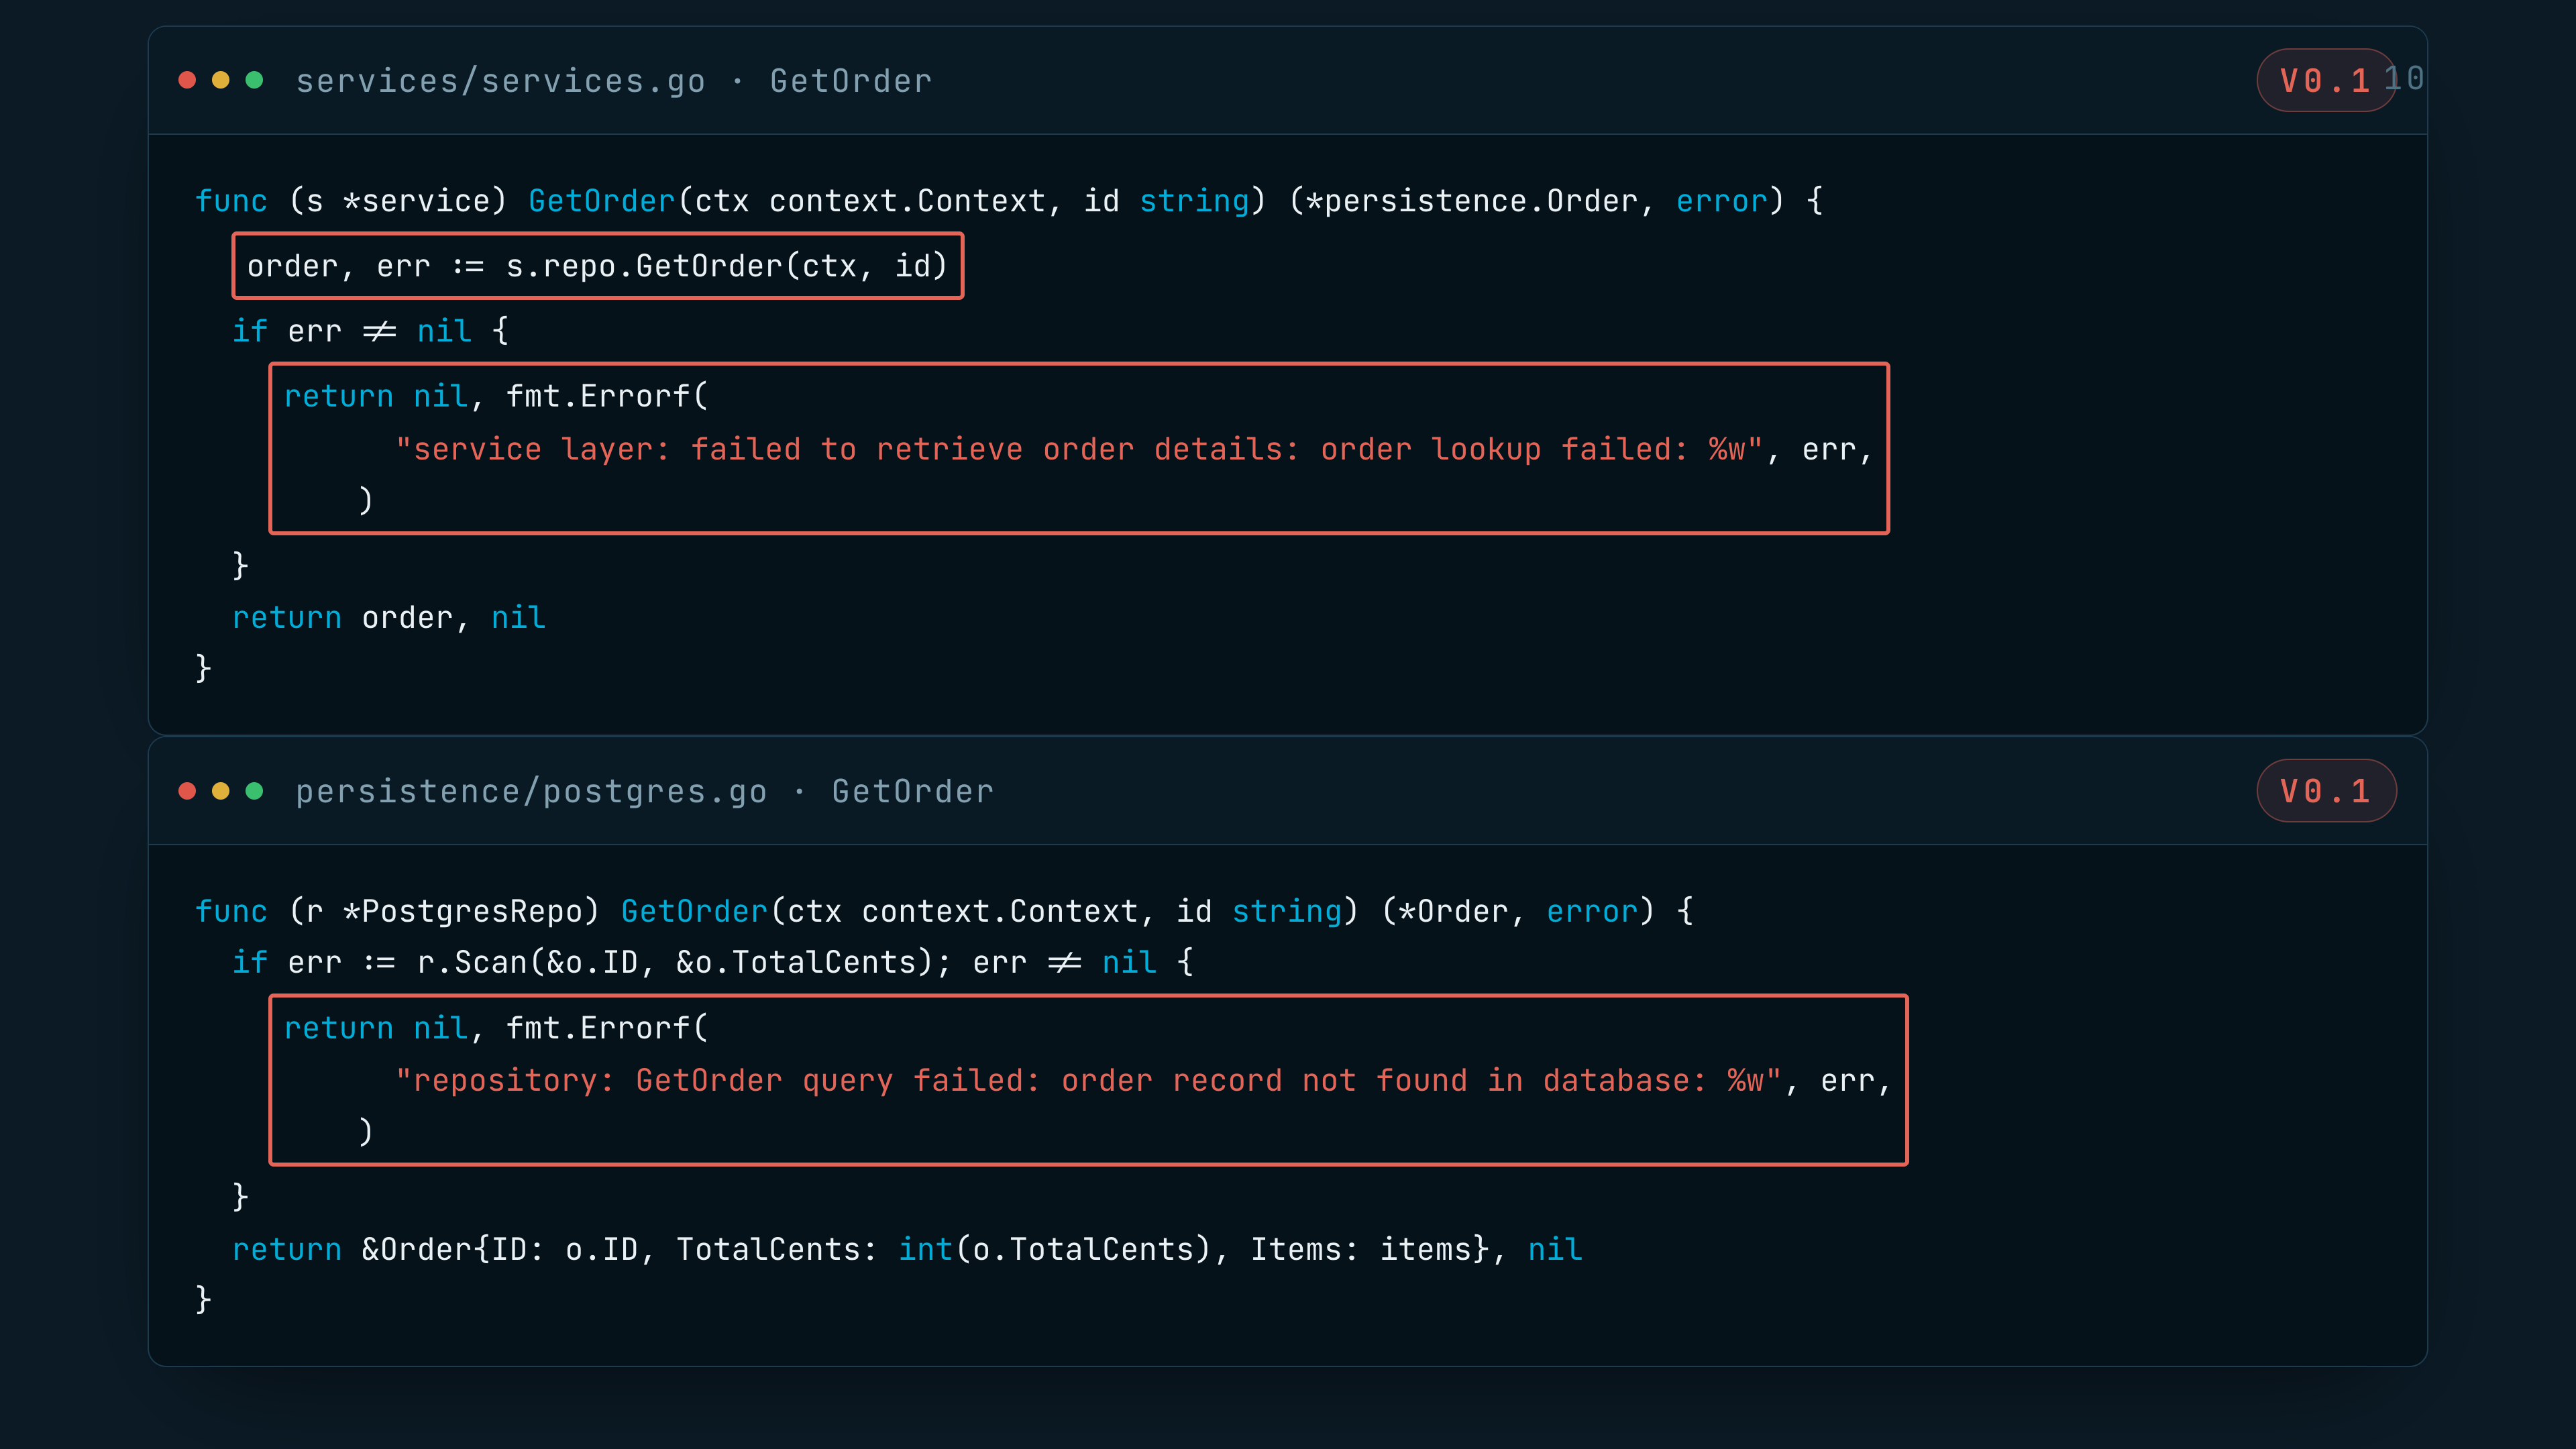 services/services.go · GetOrder
V0.1
10
func (s *service) GetOrder(ctx context.Context, id string) (*persistence.Order, error) {
order, err := s.repo.GetOrder(ctx, id)
if err != nil {
return nil, fmt.Errorf(
"service layer: failed to retrieve order details: order lookup failed: %w", err,
)
}
return order, nil
}
persistence/postgres.go · GetOrder
V0.1
func (r *PostgresRepo) GetOrder(ctx context.Context, id string) (*Order, error) {
if err := r.Scan(&o.ID, &o.TotalCents); err != nil {
return nil, fmt.Errorf(
"repository: GetOrder query failed: order record not found in database: %w", err,
)
}
return &Order{ID: o.ID, TotalCents: int(o.TotalCents), Items: items}, nil
}